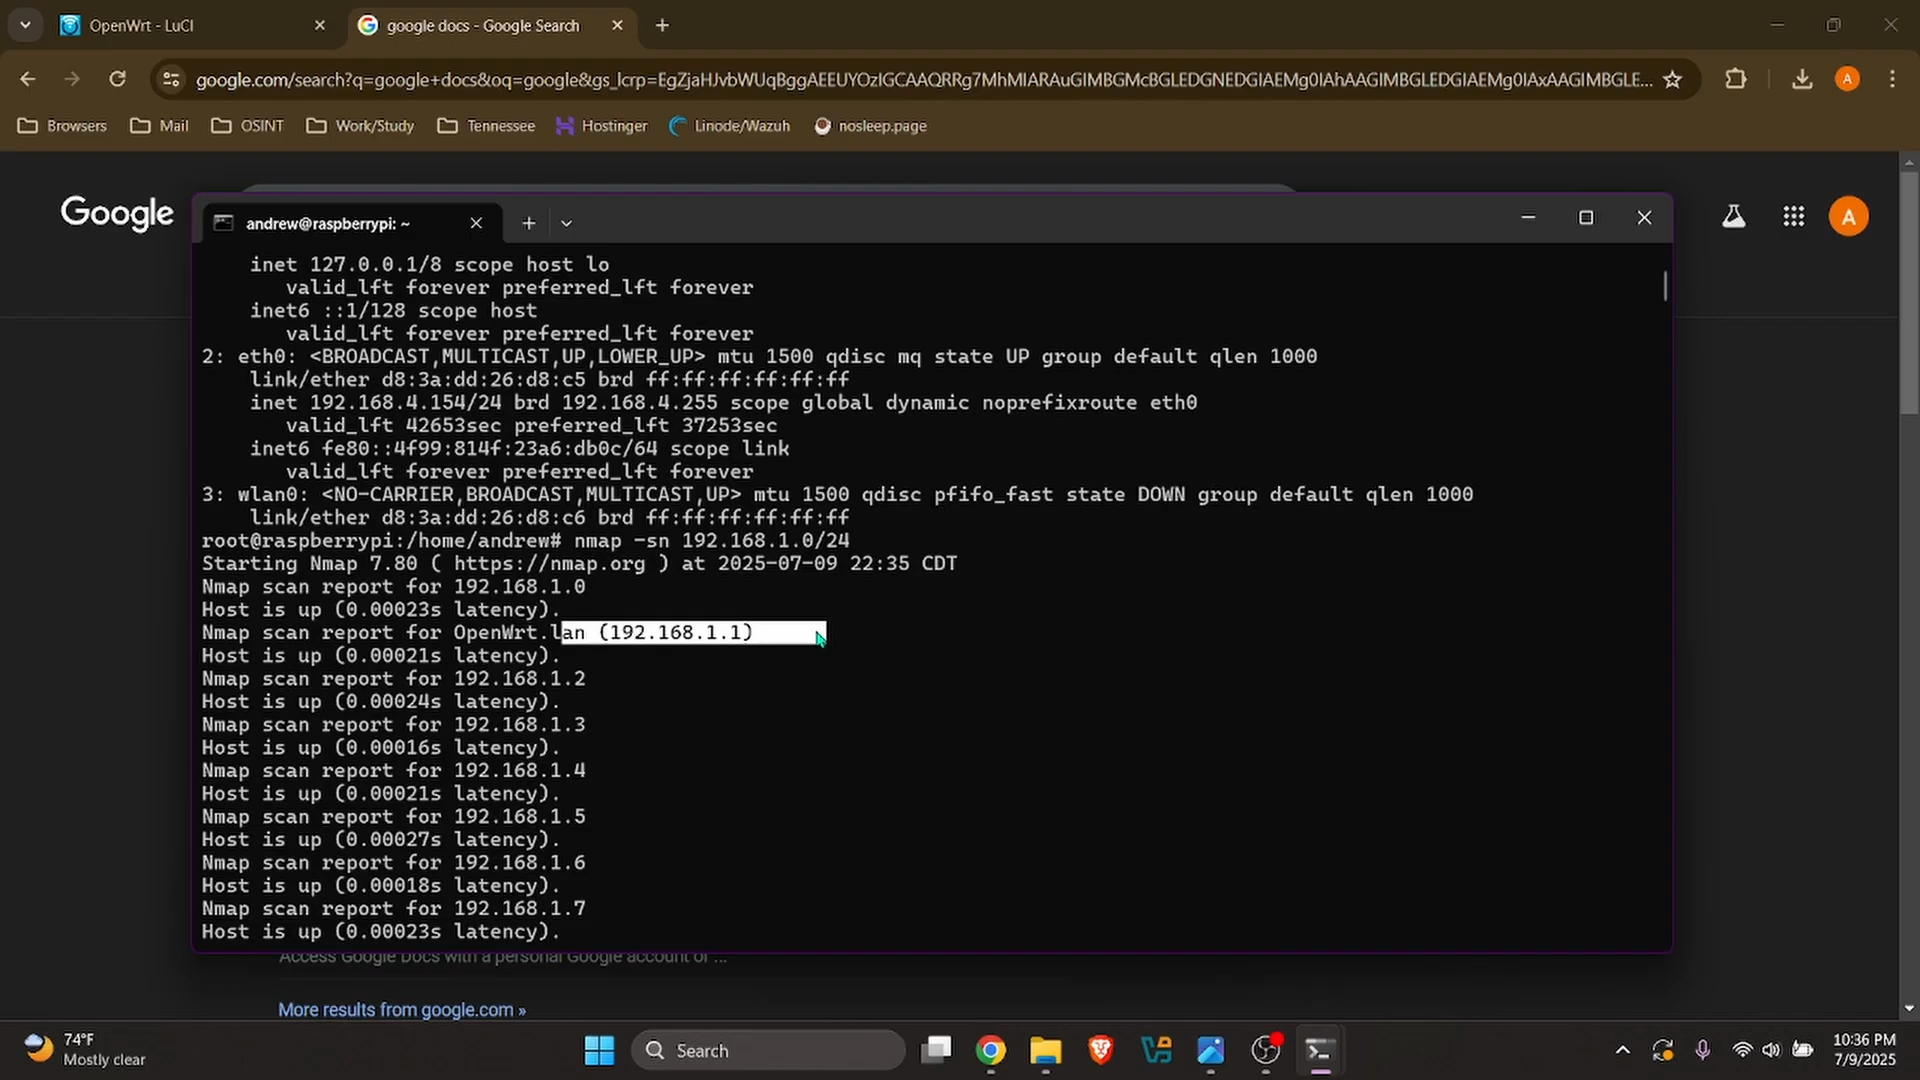 OpenWrt - LuCI
google docs - Google Search
google.com/search?q=google+docs&oq=google&gs_lcrp=EgZjaHJvbWUqBggAEEUYOzIGCAAQRRg7MhMIARAuGIMBGMcBGLEDGNEDGIAEMg0IAhAAGIMBGLEDGIAEMg0IAxAAGIMBGLE...
Browsers
Mail
OSINT
Work/Study
Tennessee
Hostinger
Linode/Wazuh
nosleep.page
Google
A
andrew@raspberrypi: ~
inet 127.0.0.1/8 scope host lo
valid_lft forever preferred_lft forever
inet6 ::1/128 scope host
valid_lft forever preferred_lft forever
2: eth0: <BROADCAST,MULTICAST,UP,LOWER_UP> mtu 1500 qdisc mq state UP group default qlen 1000
link/ether d8:3a:dd:26:d8:c5 brd ff:ff:ff:ff:ff:ff
inet 192.168.4.154/24 brd 192.168.4.255 scope global dynamic noprefixroute eth0
valid_lft 42653sec preferred_lft 37253sec
inet6 fe80::4f99:814f:23a6:db0c/64 scope link
valid_lft forever preferred_lft forever
3: wlan0: <NO-CARRIER,BROADCAST,MULTICAST,UP> mtu 1500 qdisc pfifo_fast state DOWN group default qlen 1000
link/ether d8:3a:dd:26:d8:c6 brd ff:ff:ff:ff:ff:ff
root@raspberrypi:/home/andrew# nmap -sn 192.168.1.0/24
Starting Nmap 7.80 ( https://nmap.org ) at 2025-07-09 22:35 CDT
Nmap scan report for 192.168.1.0
Host is up (0.00023s latency).
Nmap scan report for OpenWrt.lan (192.168.1.1)
Host is up (0.00021s latency).
Nmap scan report for 192.168.1.2
Host is up (0.00024s latency).
Nmap scan report for 192.168.1.3
Host is up (0.00016s latency).
Nmap scan report for 192.168.1.4
Host is up (0.00021s latency).
Nmap scan report for 192.168.1.5
Host is up (0.00027s latency).
Nmap scan report for 192.168.1.6
Host is up (0.00018s latency).
Nmap scan report for 192.168.1.7
Host is up (0.00023s latency).
Access Google Docs with a personal Google account or ...
More results from google.com »
74°F
Mostly clear
Search
10:36 PM
7/9/2025